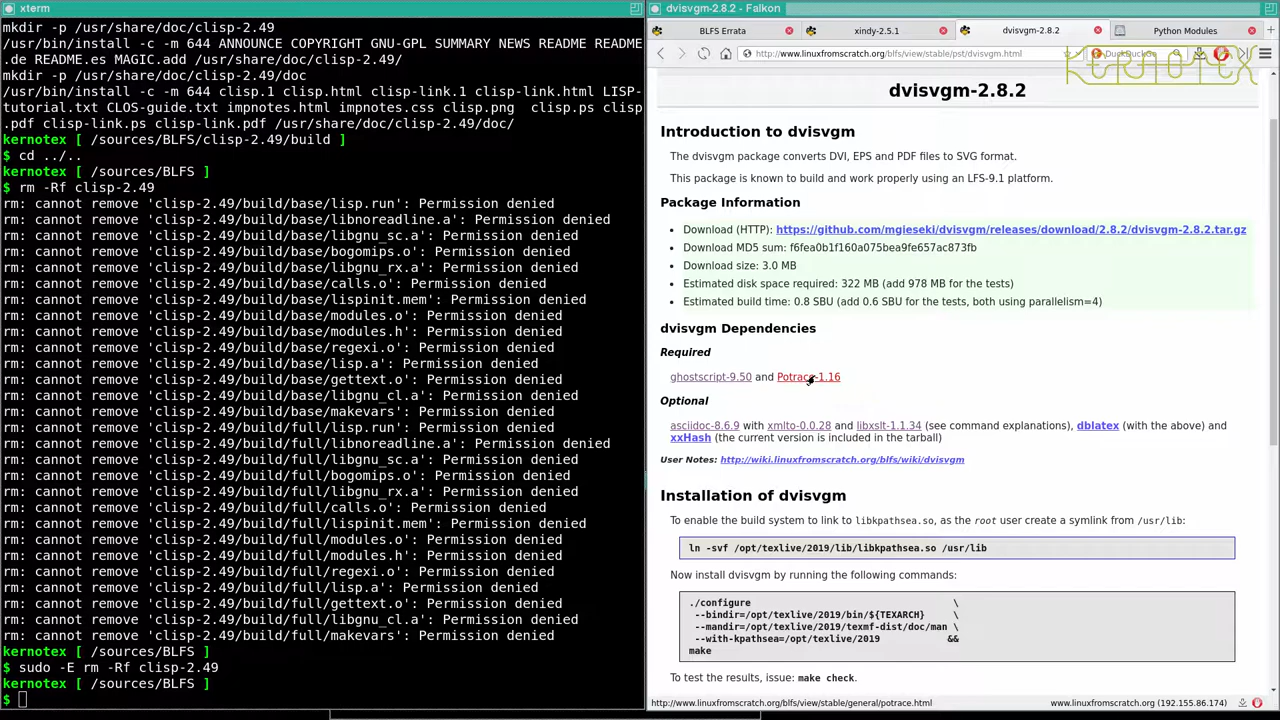 xterm
mkdir -p /usr/share/doc/clisp-2.49
/usr/bin/install -c -m 644 ANNOUNCE COPYRIGHT GNU-GPL SUMMARY NEWS README README
.de README.es MAGIC.add /usr/share/doc/clisp-2.49/
mkdir -p /usr/share/doc/clisp-2.49/doc
/usr/bin/install -c -m 644 clisp.1 clisp.html clisp-link.1 clisp-link.html LISP-
tutorial.txt CLOS-guide.txt impnotes.html impnotes.css clisp.png  clisp.ps clisp
.pdf clisp-link.ps clisp-link.pdf /usr/share/doc/clisp-2.49/doc/
kernotex [ /sources/BLFS/clisp-2.49/build ]
$ cd ../..
kernotex [ /sources/BLFS ]
$ rm -Rf clisp-2.49
rm: cannot remove 'clisp-2.49/build/base/lisp.run': Permission denied
rm: cannot remove 'clisp-2.49/build/base/libnoreadline.a': Permission denied
rm: cannot remove 'clisp-2.49/build/base/libgnu_sc.a': Permission denied
rm: cannot remove 'clisp-2.49/build/base/bogomips.o': Permission denied
rm: cannot remove 'clisp-2.49/build/base/libgnu_rx.a': Permission denied
rm: cannot remove 'clisp-2.49/build/base/calls.o': Permission denied
rm: cannot remove 'clisp-2.49/build/base/lispinit.mem': Permission denied
rm: cannot remove 'clisp-2.49/build/base/modules.o': Permission denied
rm: cannot remove 'clisp-2.49/build/base/modules.h': Permission denied
rm: cannot remove 'clisp-2.49/build/base/regexi.o': Permission denied
rm: cannot remove 'clisp-2.49/build/base/lisp.a': Permission denied
rm: cannot remove 'clisp-2.49/build/base/gettext.o': Permission denied
rm: cannot remove 'clisp-2.49/build/base/libgnu_cl.a': Permission denied
rm: cannot remove 'clisp-2.49/build/base/makevars': Permission denied
rm: cannot remove 'clisp-2.49/build/full/lisp.run': Permission denied
rm: cannot remove 'clisp-2.49/build/full/libnoreadline.a': Permission denied
rm: cannot remove 'clisp-2.49/build/full/libgnu_sc.a': Permission denied
rm: cannot remove 'clisp-2.49/build/full/bogomips.o': Permission denied
rm: cannot remove 'clisp-2.49/build/full/libgnu_rx.a': Permission denied
rm: cannot remove 'clisp-2.49/build/full/calls.o': Permission denied
rm: cannot remove 'clisp-2.49/build/full/lispinit.mem': Permission denied
rm: cannot remove 'clisp-2.49/build/full/modules.o': Permission denied
rm: cannot remove 'clisp-2.49/build/full/modules.h': Permission denied
rm: cannot remove 'clisp-2.49/build/full/regexi.o': Permission denied
rm: cannot remove 'clisp-2.49/build/full/lisp.a': Permission denied
rm: cannot remove 'clisp-2.49/build/full/gettext.o': Permission denied
rm: cannot remove 'clisp-2.49/build/full/libgnu_cl.a': Permission denied
rm: cannot remove 'clisp-2.49/build/full/makevars': Permission denied
kernotex [ /sources/BLFS ]
$ sudo -E rm -Rf clisp-2.49
kernotex [ /sources/BLFS ]
$
dvisvgm-2.8.2 - Falkon
BLFS Errata
xindy-2.5.1
dvisvgm-2.8.2
Python Modules
http://www.linuxfromscratch.org/blfs/view/stable/pst/dvisvgm.html
DuckDuckGo
KERNOTEX
dvisvgm-2.8.2
Introduction to dvisvgm
The dvisvgm package converts DVI, EPS and PDF files to SVG format.
This package is known to build and work properly using an LFS-9.1 platform.
Package Information
• Download (HTTP): https://github.com/mgieseki/dvisvgm/releases/download/2.8.2/dvisvgm-2.8.2.tar.gz
• Download MD5 sum: f6fea0b1f160a075bea9fe657ac873fb
• Download size: 3.0 MB
• Estimated disk space required: 322 MB (add 978 MB for the tests)
• Estimated build time: 0.8 SBU (add 0.6 SBU for the tests, both using parallelism=4)
dvisvgm Dependencies
Required
ghostscript-9.50 and Potrace-1.16
Optional
asciidoc-8.6.9 with xmlto-0.0.28 and libxslt-1.1.34 (see command explanations), dblatex (with the above) and
xxHash (the current version is included in the tarball)
User Notes: http://wiki.linuxfromscratch.org/blfs/wiki/dvisvgm
Installation of dvisvgm
To enable the build system to link to libkpathsea.so, as the root user create a symlink from /usr/lib:
ln -svf /opt/texlive/2019/lib/libkpathsea.so /usr/lib
Now install dvisvgm by running the following commands:
./configure \
--bindir=/opt/texlive/2019/bin/${TEXARCH} \
--mandir=/opt/texlive/2019/texmf-dist/doc/man \
--with-kpathsea=/opt/texlive/2019 &&
make
To test the results, issue: make check.
http://www.linuxfromscratch.org/blfs/view/stable/general/potrace.html
www.linuxfromscratch.org (192.155.86.174)